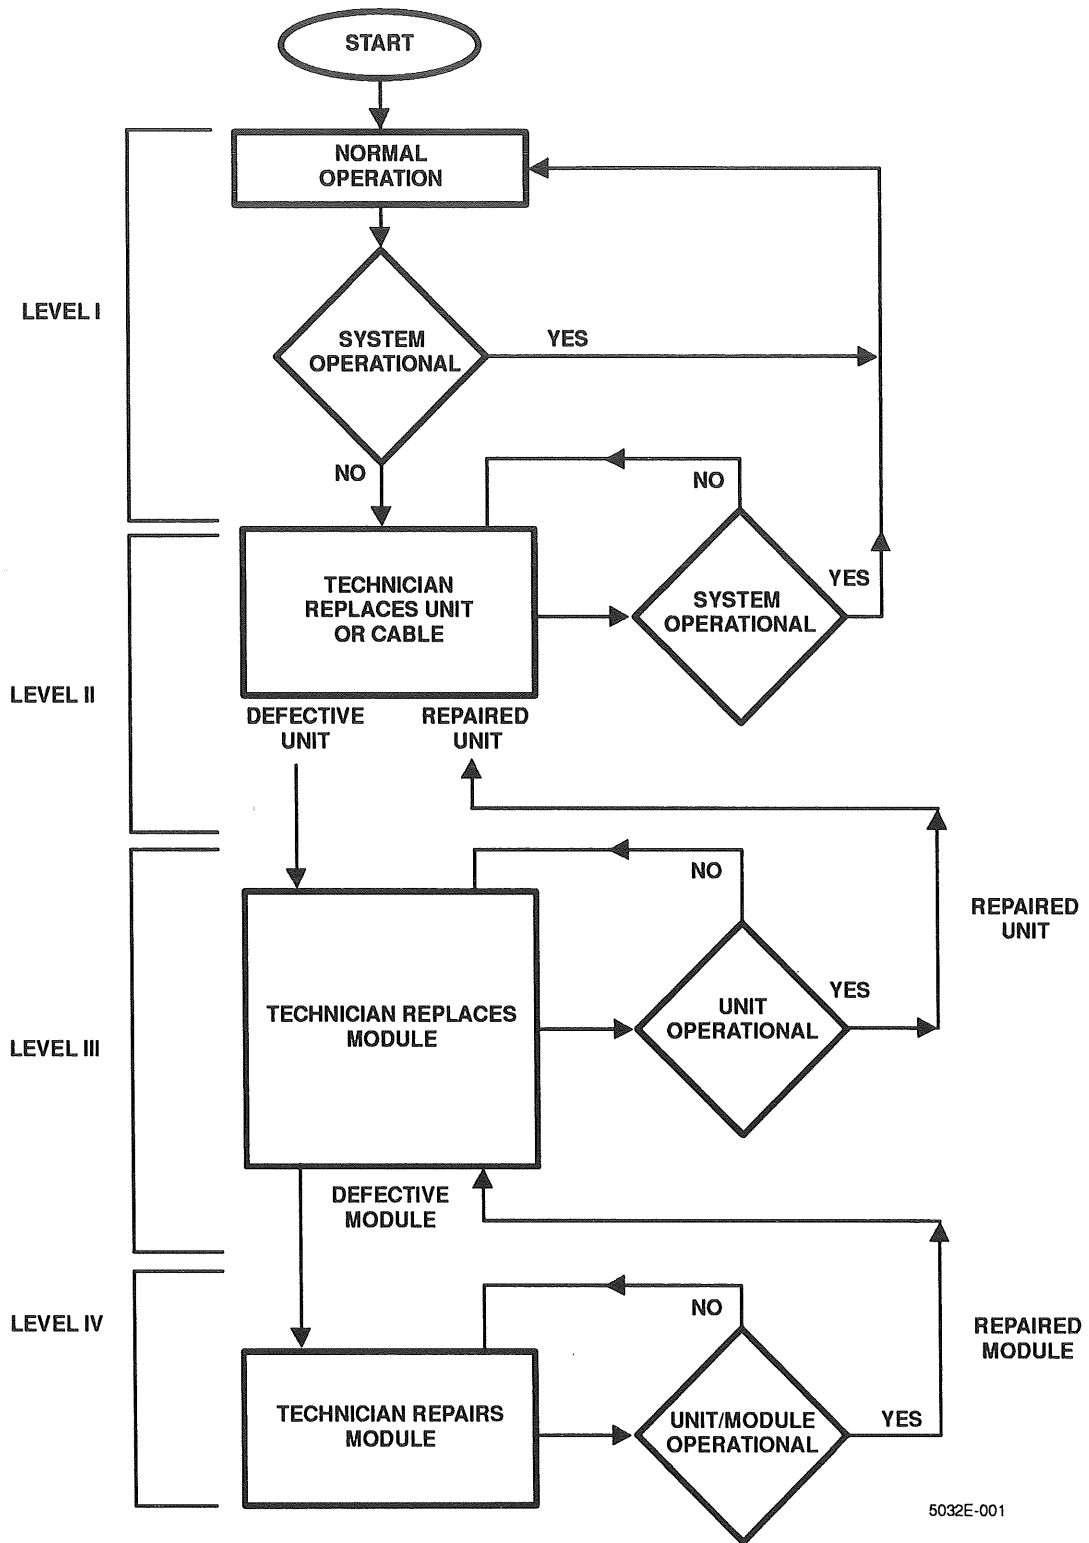 START
NORMAL
OPERATION
LEVEL I
SYSTEM
OPERATIONAL
YES
NO
NO
TECHNICIAN
REPLACES UNIT
OR CABLE
SYSTEM
OPERATIONAL
YES
LEVEL II
DEFECTIVE
UNIT
REPAIRED
UNIT
NO
REPAIRED
UNIT
TECHNICIAN REPLACES
MODULE
UNIT
OPERATIONAL
YES
LEVEL III
DEFECTIVE
MODULE
LEVEL IV
NO
REPAIRED
MODULE
TECHNICIAN REPAIRS
MODULE
UNIT/MODULE
OPERATIONAL
YES
5032E-001